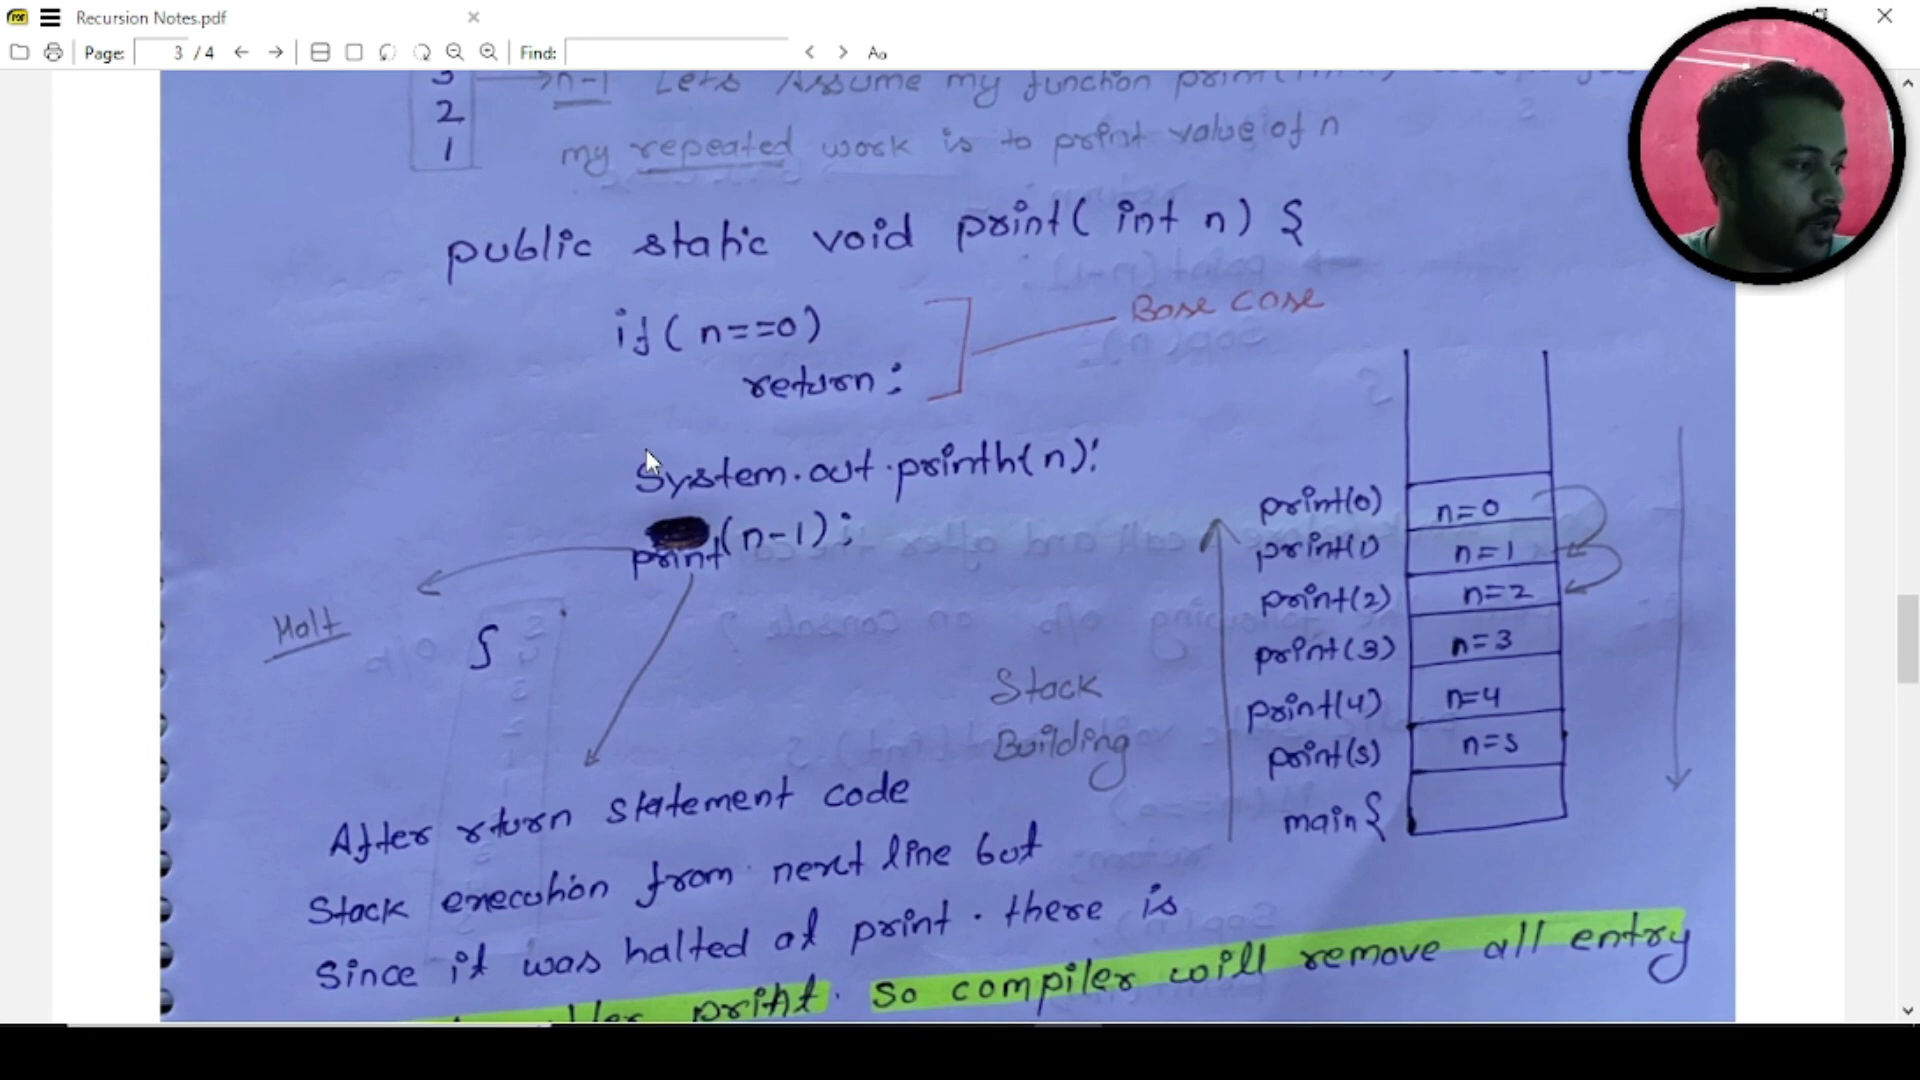 Recursion Notes.pdf
Page: 3 / 4 Find: Aa
2
n-1 Lets Assume my function
1 my repeated work is to print value of n
public static void print( int n) {
if ( n==0)
return;
Base Case
System.out.println(n);
print(n-1);
Halt
Stack
Building
print(0) n=0
print(1) n=1
print(2) n=2
print(3) n=3
print(4) n=4
print(5) n=5
main{
After rturn statement code
Stack execution from next line but
Since it was halted at print. there is
print. So compiler will remove all entry